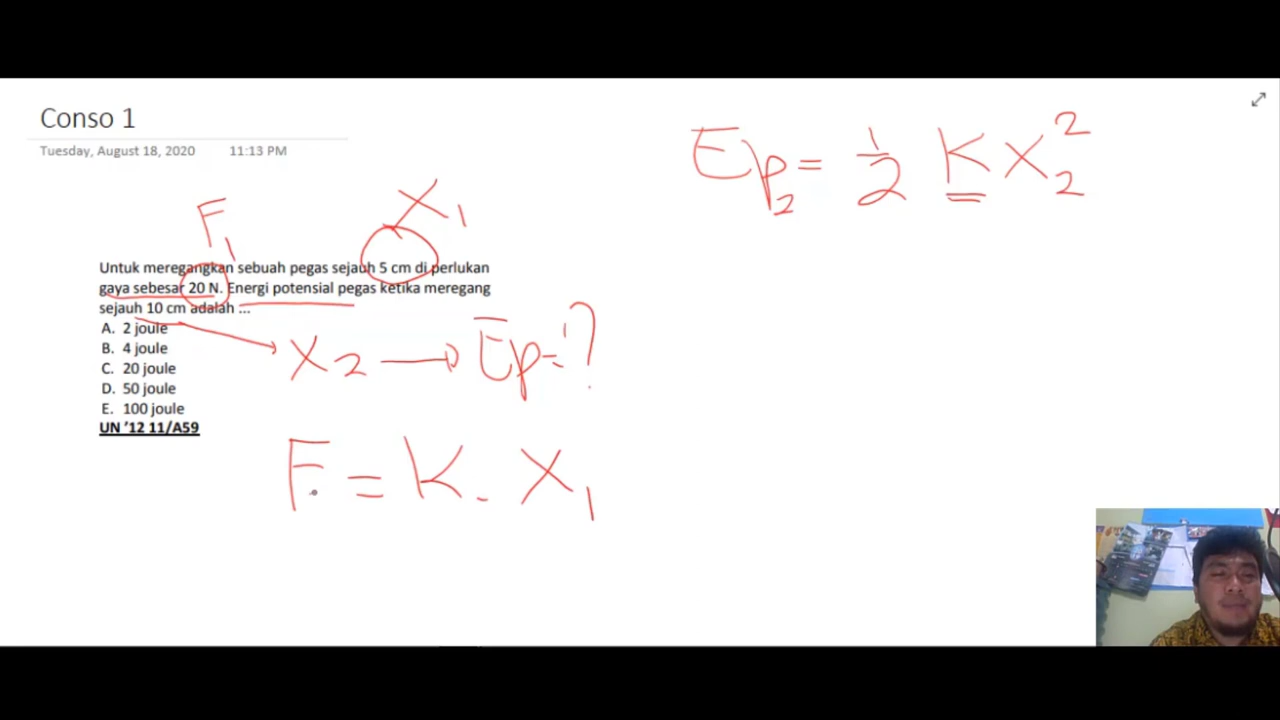 Conso 1
Tuesday, August 18, 2020 11:13 PM
F1
X1
Untuk meregangkan sebuah pegas sejauh 5 cm di perlukan
gaya sebesar 20 N. Energi potensial pegas ketika meregang
sejauh 10 cm adalah ...
A. 2 joule
B. 4 joule
C. 20 joule
D. 50 joule
E. 100 joule
UN '12 11/A59
X2 → Ep = ?
F = K . X1
Ep2 = 1/2 K X2²